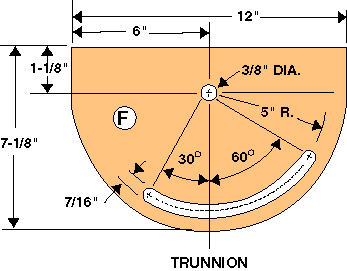 12"
6"
1-1/8"
3/8" DIA.
5" R.
F
7-1/8"
30°
60°
7/16"
TRUNNION